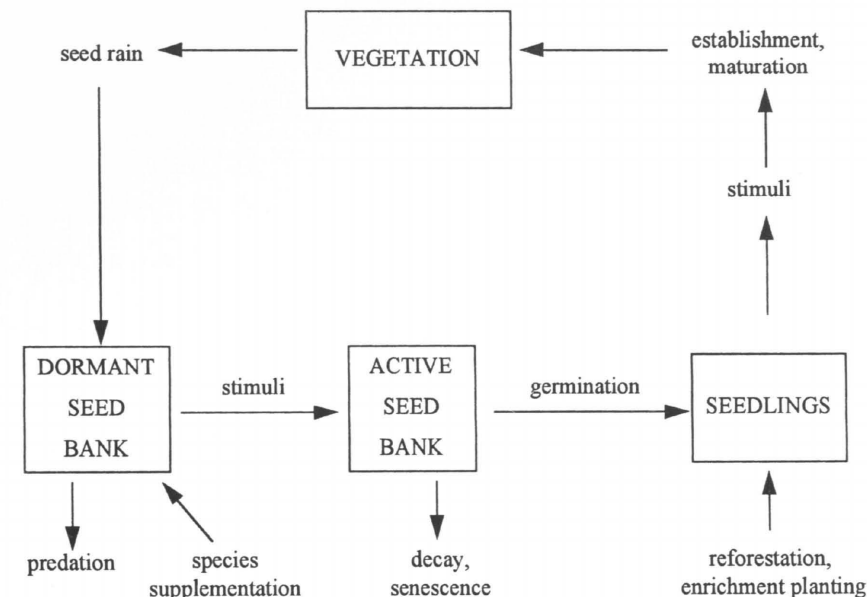 seed rain
VEGETATION
establishment,
maturation
stimuli
DORMANT
SEED
BANK
stimuli
ACTIVE
SEED
BANK
germination
SEEDLINGS
predation
species
supplementation
decay,
senescence
reforestation,
enrichment planting